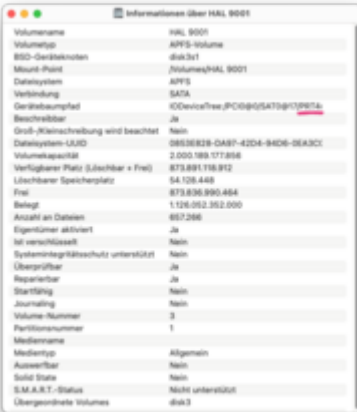 Informationen über HAL 9001
Volumename HAL 9001
Volumetyp APFS-Volume
BSD-Geräteknoten disk3s1
Mount-Point /Volumes/HAL 9001
Dateisystem APFS
Verbindung SATA
Gerätebaumpfad IODeviceTree:/PCI0@0/SATD@17/PRT4
Beschreibbar Ja
Groß-/Kleinschreibung wird beachtet Nein
Dateisystem-UUID
Volumekapazität 2.000.189.177.856
Verfügbarer Platz (Löschbar + Frei) 873.891.118.912
Löschbarer Speicherplatz 54.128.448
Frei 873.836.990.464
Belegt 1.126.052.352.000
Anzahl an Dateien 657.266
Eigentümer aktiviert Ja
Ist verschlüsselt Nein
Systemintegritätsschutz unterstützt Nein
Überprüfbar Ja
Reparierbar Ja
Startfähig Nein
Journaling Nein
Volume-Nummer 3
Partitionsnummer 1
Medienname
Medientyp Allgemein
Auswerfbar Nein
Solid State Nein
S.M.A.R.T.-Status Nicht unterstützt
Übergeordnete Volumes disk3